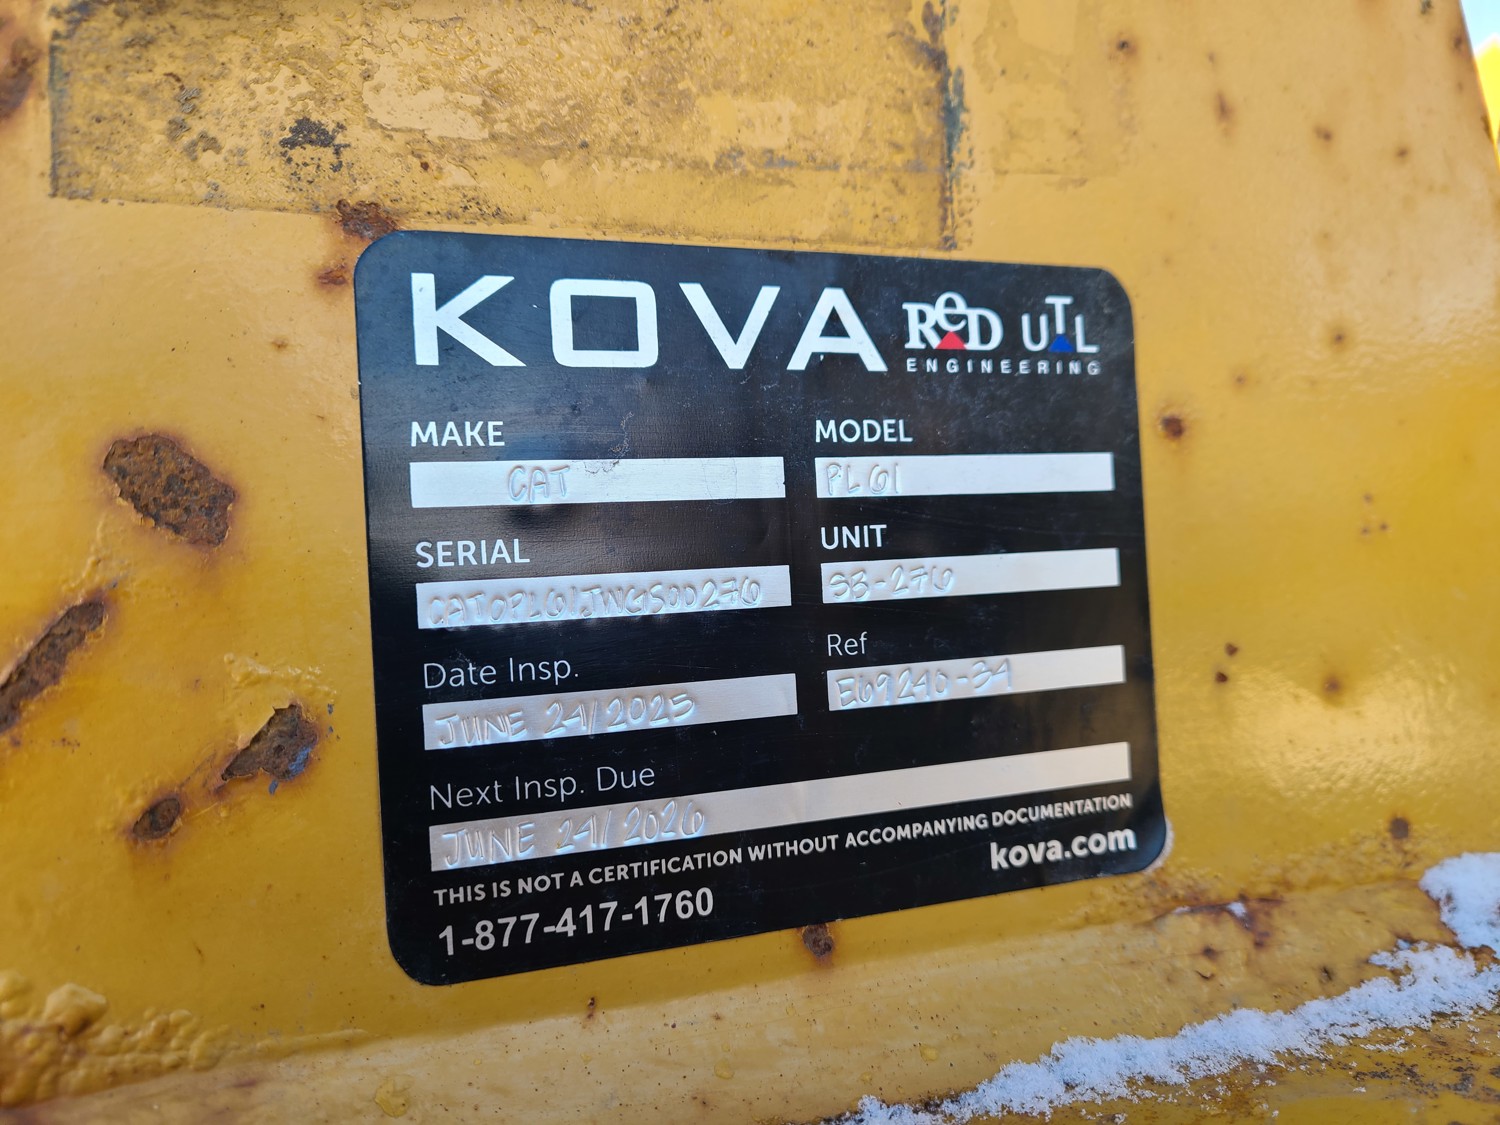 KOVA ReD UTL
ENGINEERING
MAKE MODEL
CAT PL61
SERIAL UNIT
CAT0PL61JWGS00276 SB-276
Date Insp. Ref
JUNE 24/2025 E69240-34
Next Insp. Due
JUNE 24/2026
THIS IS NOT A CERTIFICATION WITHOUT ACCOMPANYING DOCUMENTATION
1-877-417-1760 kova.com